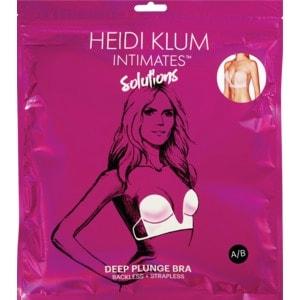 HEIDI KLUM
INTIMATES™
Solutions
A/B
DEEP PLUNGE BRA
BACKLESS + STRAPLESS